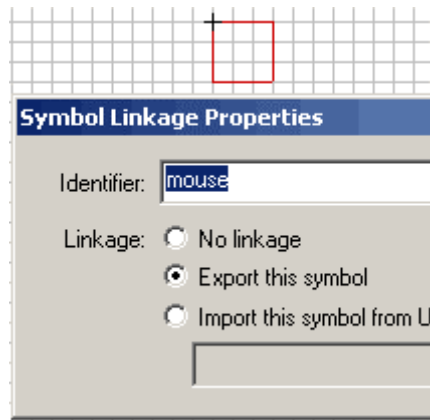 Symbol Linkage Properties
Identifier: mouse
Linkage: No linkage
Export this symbol
Import this symbol from U